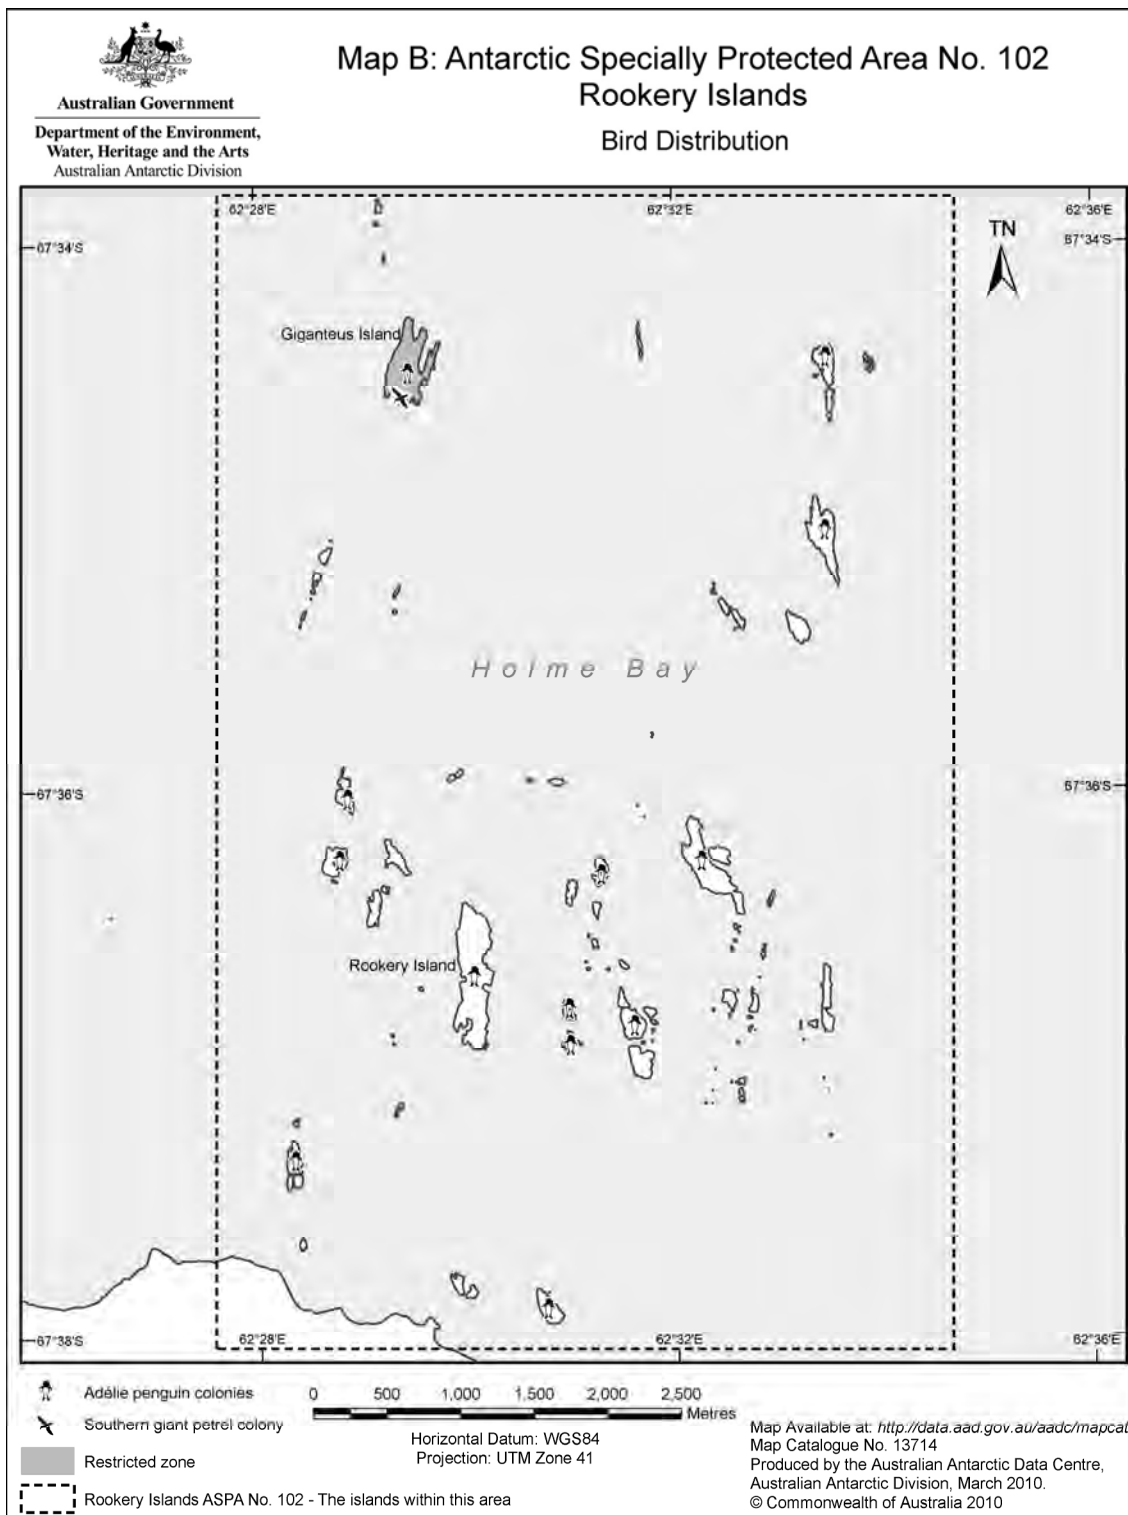 Map B: Antarctic Specially Protected Area No. 102
Rookery Islands
Bird Distribution
Australian Government
Department of the Environment,
Water, Heritage and the Arts
Australian Antarctic Division
62°28'E
62°32'E
62°36'E
67°34'S
67°34'S
TN
Giganteus Island
Holme Bay
67°36'S
67°36'S
Rookery Island
67°38'S
62°28'E
62°32'E
62°36'E
Adélie penguin colonies
Southern giant petrel colony
Restricted zone
Rookery Islands ASPA No. 102 - The islands within this area
0 500 1,000 1,500 2,000 2,500
Metres
Horizontal Datum: WGS84
Projection: UTM Zone 41
Map Available at: http://data.aad.gov.au/aadc/mapcat
Map Catalogue No. 13714
Produced by the Australian Antarctic Data Centre,
Australian Antarctic Division, March 2010.
© Commonwealth of Australia 2010